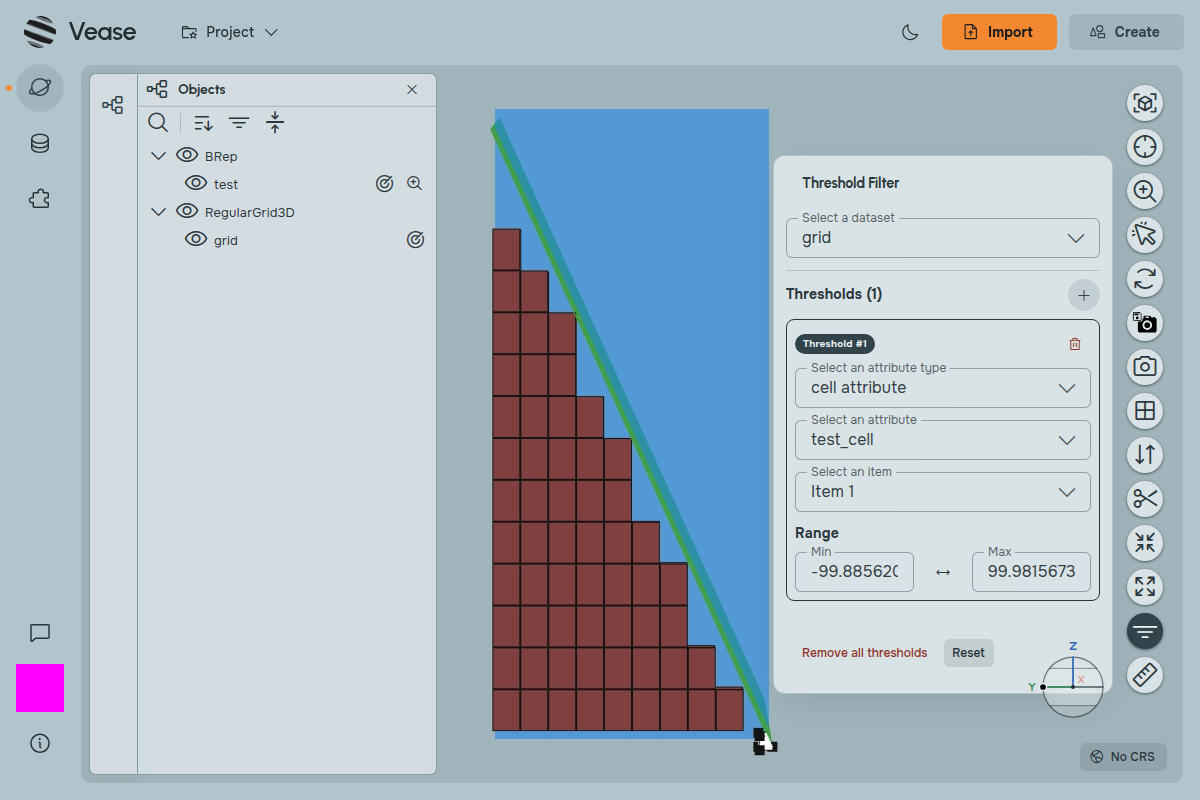 Vease
Project
Import
Create
Objects
BRep
test
RegularGrid3D
grid
Threshold Filter
Select a dataset
grid
Thresholds (1)
Threshold #1
Select an attribute type
cell attribute
Select an attribute
test_cell
Select an item
Item 1
Range
Min
-99.88562
Max
99.9815673
Remove all thresholds
Reset
Z
Y
X
No CRS